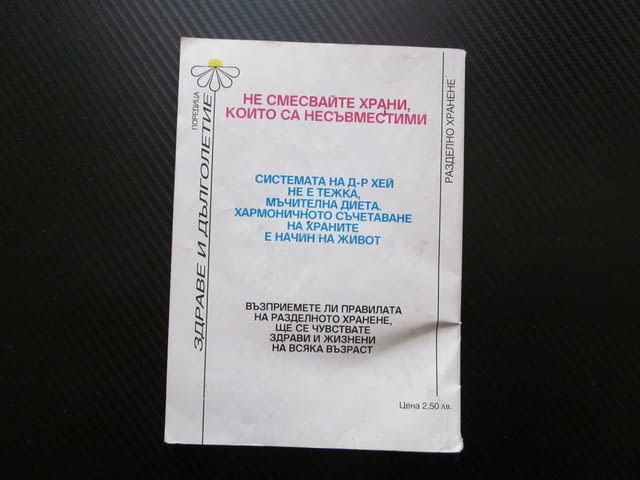 ПОРЕДИЦА
ЗДРАВЕ И ДЪЛГОЛЕТИЕ
НЕ СМЕСВАЙТЕ ХРАНИ,
КОИТО СА НЕСЪВМЕСТИМИ
СИСТЕМАТА НА Д-Р ХЕЙ
НЕ Е ТЕЖКА,
МЪЧИТЕЛНА ДИЕТА.
ХАРМОНИЧНОТО СЪЧЕТАВАНЕ
НА ХРАНИТЕ
Е НАЧИН НА ЖИВОТ
ВЪЗПРИЕМЕТЕ ЛИ ПРАВИЛАТА
НА РАЗДЕЛНОТО ХРАНЕНЕ,
ЩЕ СЕ ЧУВСТВАТЕ
ЗДРАВИ И ЖИЗНЕНИ
НА ВСЯКА ВЪЗРАСТ
РАЗДЕЛНО ХРАНЕНЕ
Цена 2,50 лв.